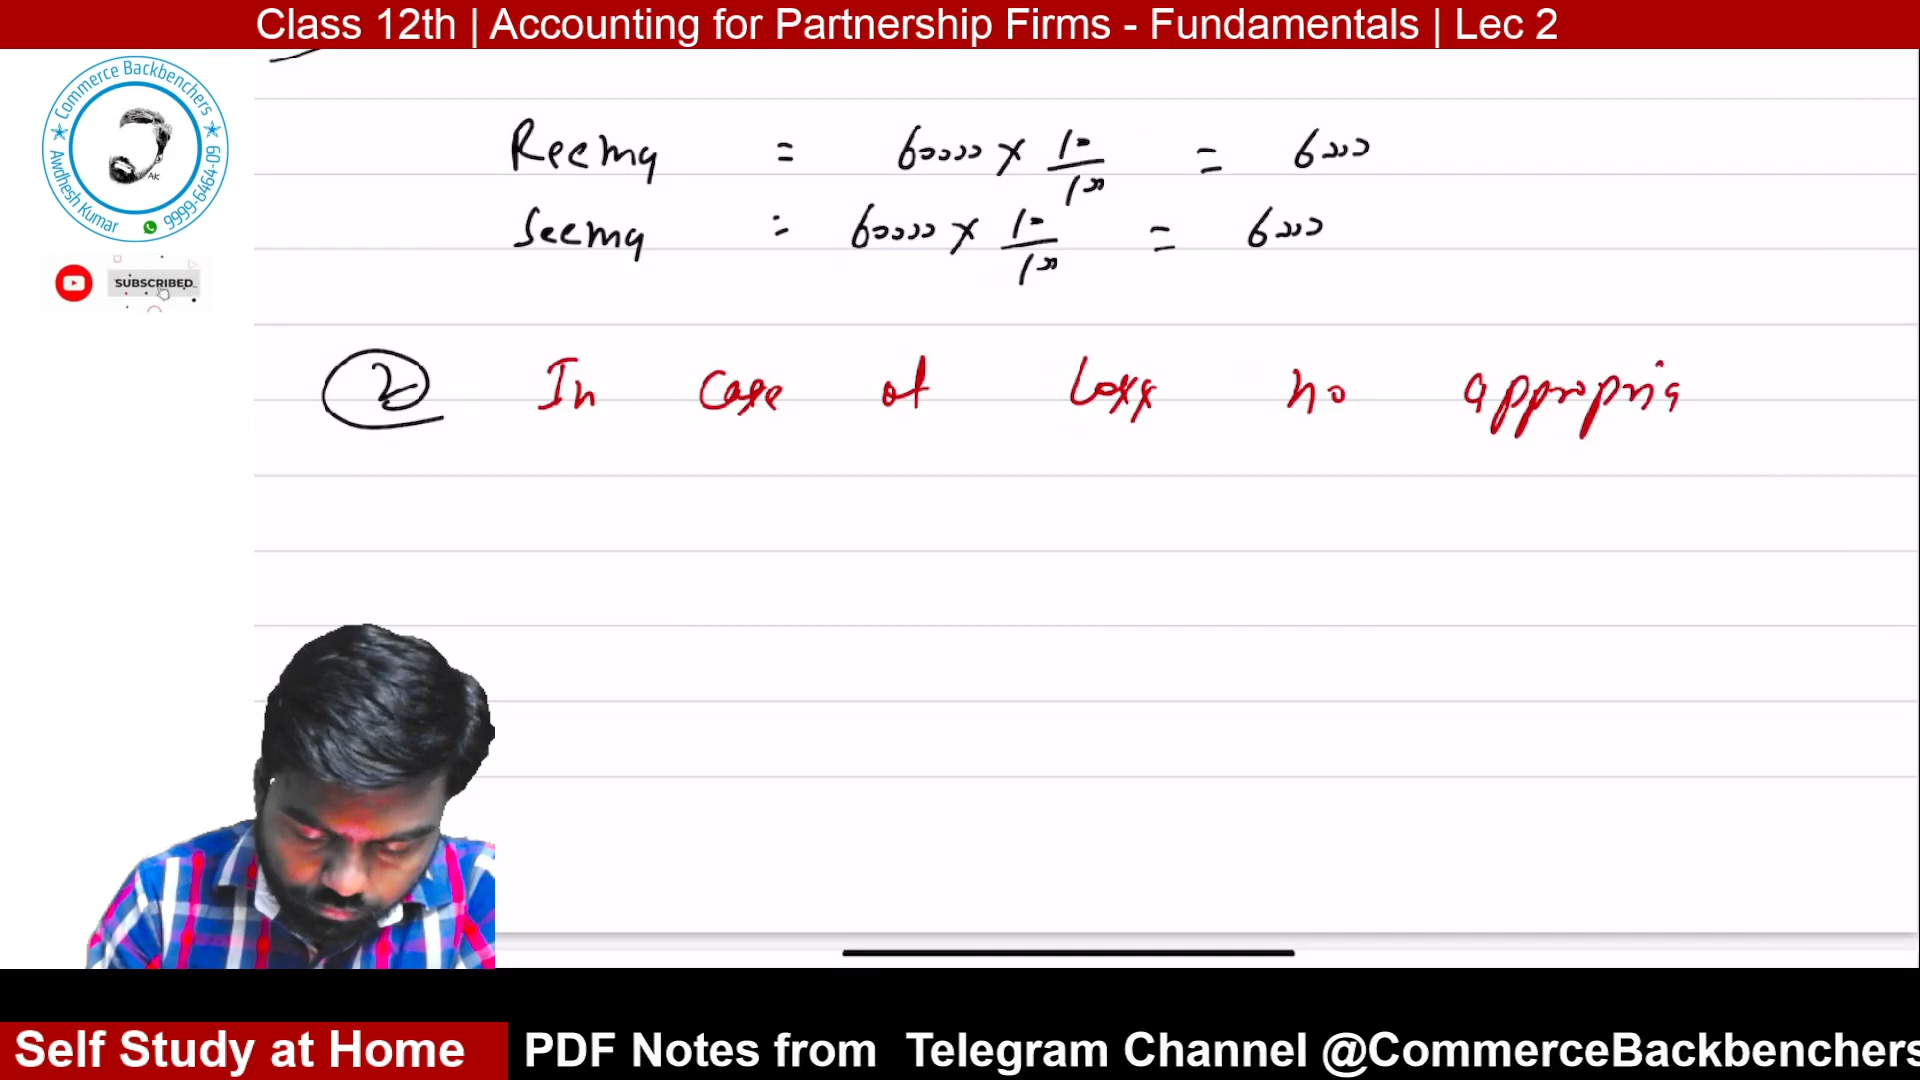 Class 12th | Accounting for Partnership Firms - Fundamentals | Lec 2
Commerce Backbenchers
Awdhesh Kumar
9999-6464-09
AK
SUBSCRIBED
Reema = 60000 × 10/100 = 6000
Seema = 60000 × 10/100 = 6000
2 In case of Loss no appropria
Self Study at Home
PDF Notes from Telegram Channel @CommerceBackbenchers